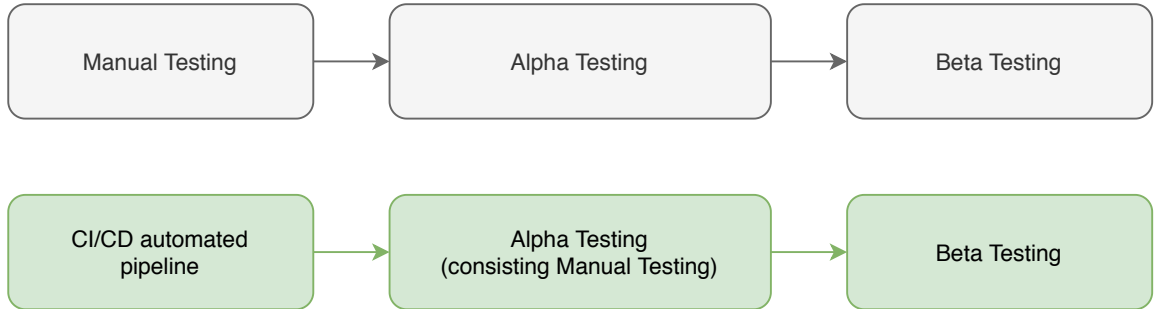 Manual Testing
Alpha Testing
Beta Testing
CI/CD automated
pipeline
Alpha Testing
(consisting Manual Testing)
Beta Testing